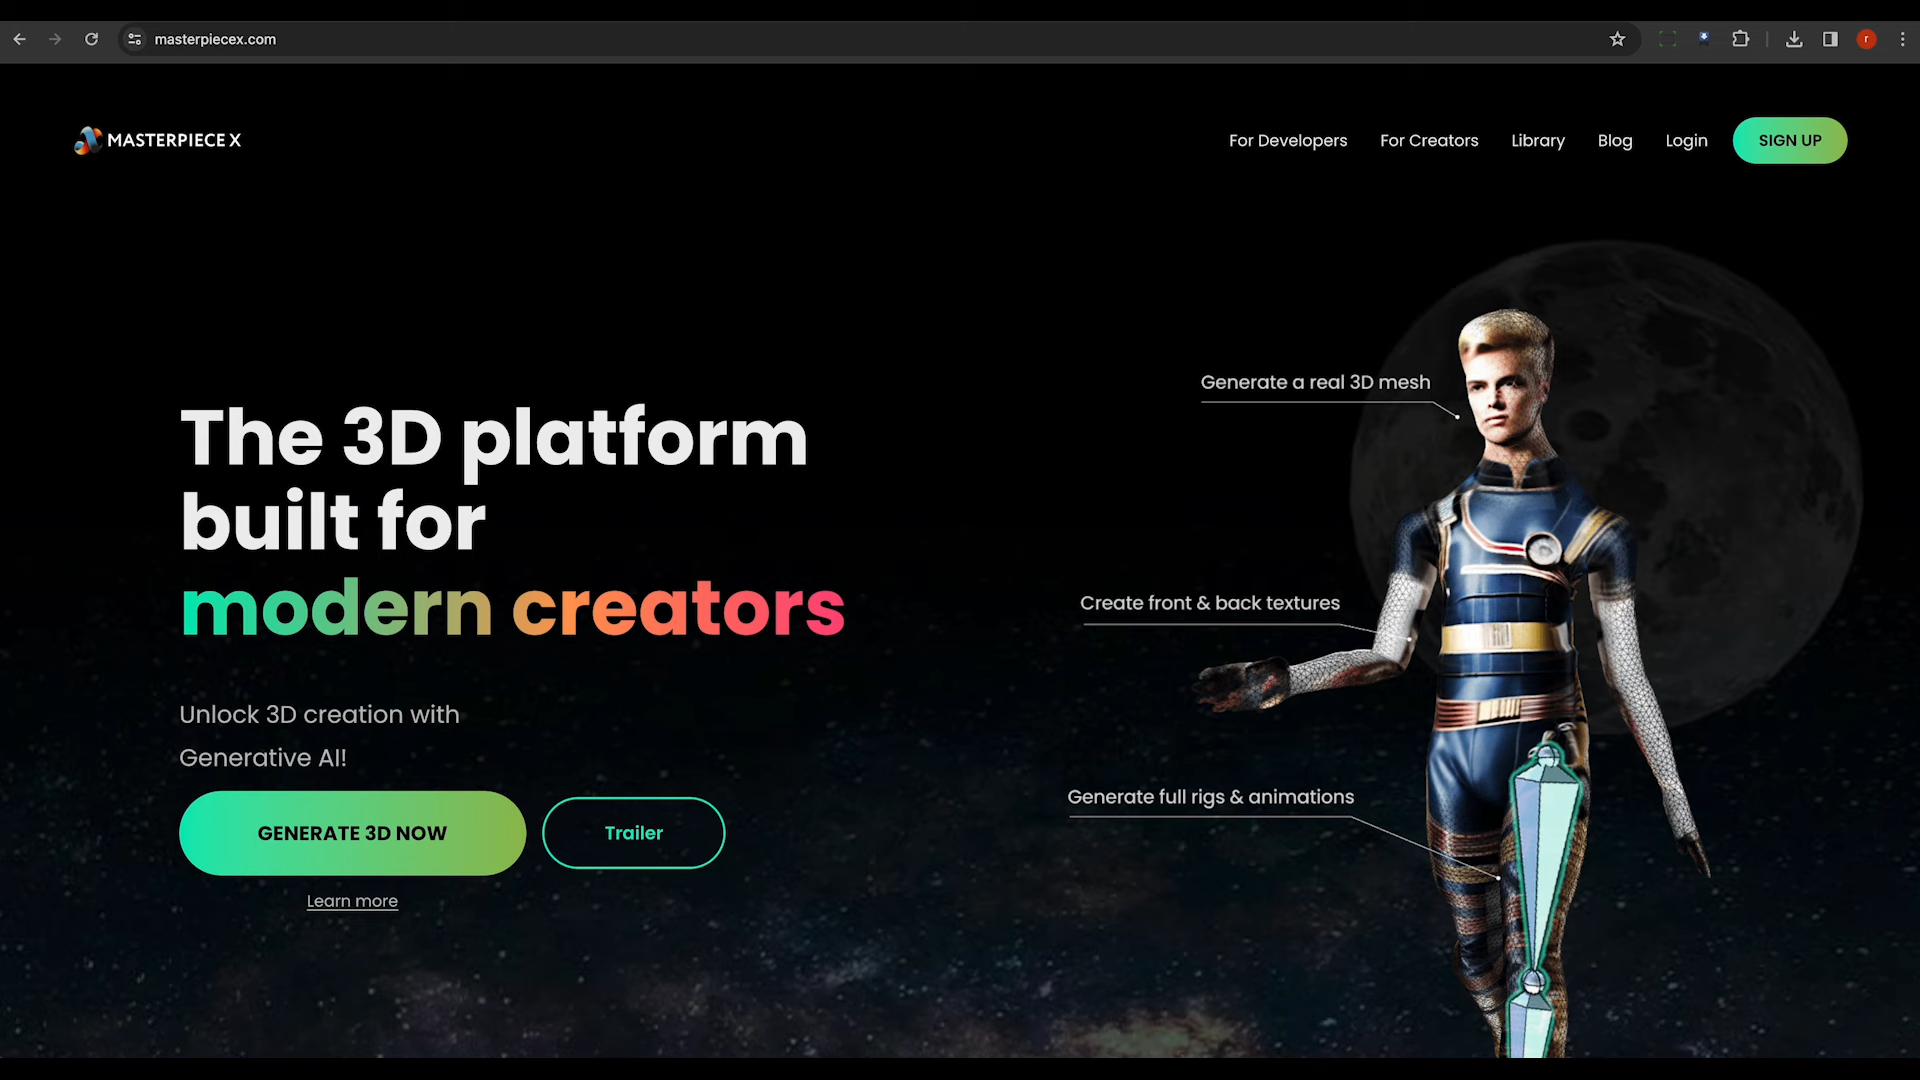 masterpiecex.com
r
MASTERPIECE X
For Developers
For Creators
Library
Blog
Login
SIGN UP
The 3D platform
built for
modern creators
Unlock 3D creation with
Generative AI!
GENERATE 3D NOW
Trailer
Learn more
Generate a real 3D mesh
Create front & back textures
Generate full rigs & animations